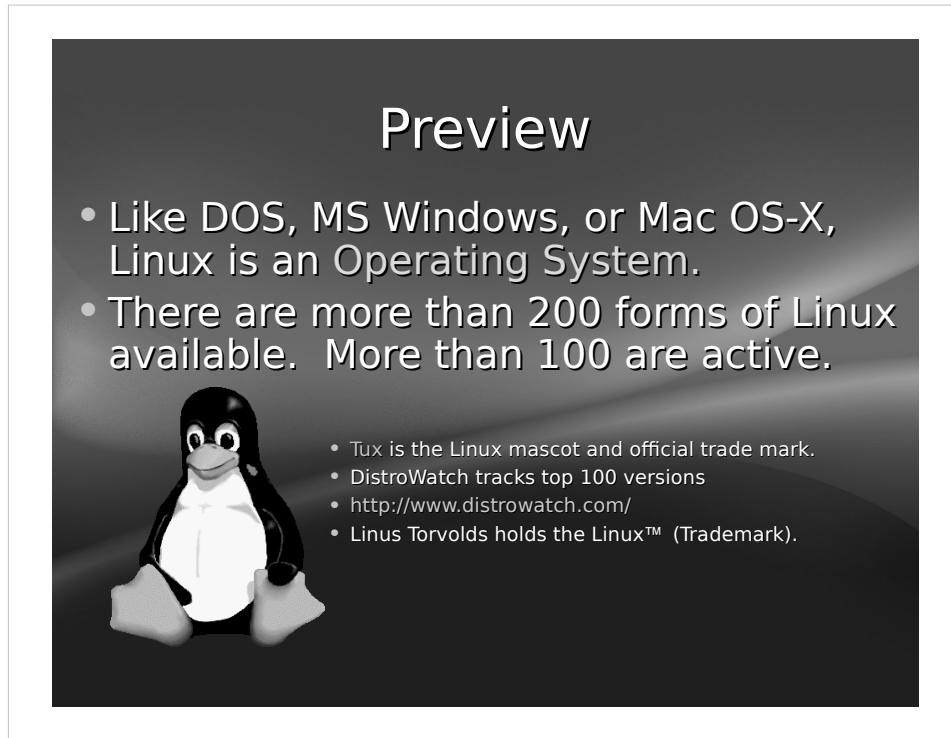 Preview
• Like DOS, MS Windows, or Mac OS-X,
Linux is an Operating System.
• There are more than 200 forms of Linux
available.  More than 100 are active.
• Tux is the Linux mascot and official trade mark.
• DistroWatch tracks top 100 versions
• http://www.distrowatch.com/
• Linus Torvolds holds the Linux™ (Trademark).